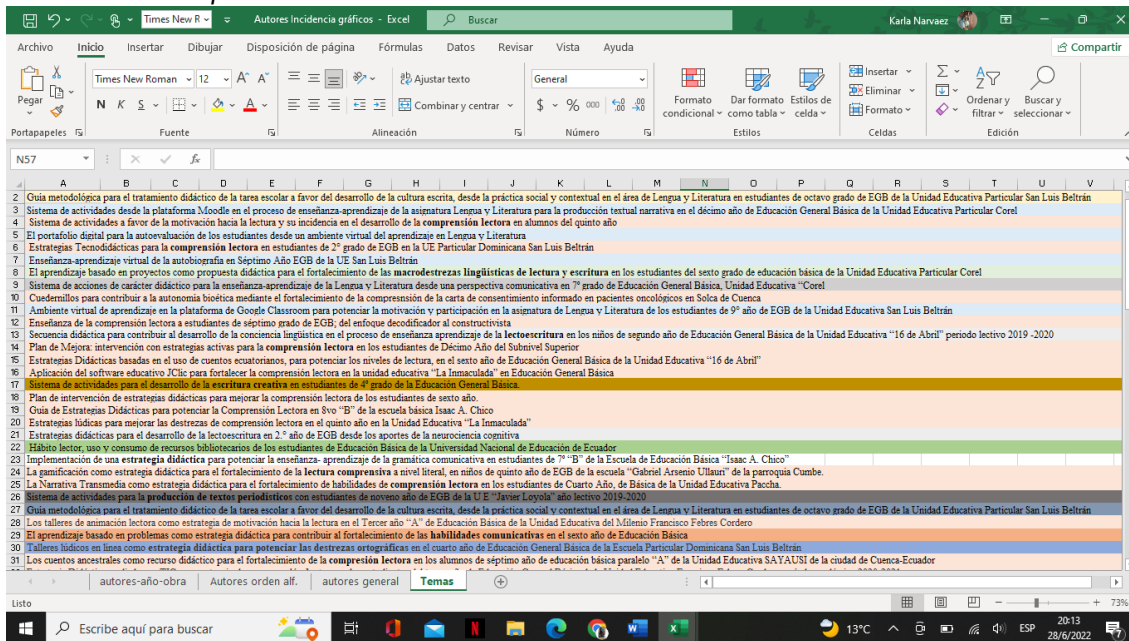 Times New R
Autores Incidencia gráficos - Excel
Buscar
Karla Narvaez
Archivo Inicio Insertar Dibujar Disposición de página Fórmulas Datos Revisar Vista Ayuda
Compartir
Pegar
Times New Roman 12
N K S
Ajustar texto
Combinar y centrar
General
$ % 000
Formato condicional
Dar formato como tabla
Estilos de celda
Insertar
Eliminar
Formato
Ordenar y filtrar
Buscar y seleccionar
Portapapeles Fuente Alineación Número Estilos Celdas Edición
N57 fx
A B C D E F G H I J K L M N O P Q R S T U V
2 Guía metodológica para el tratamiento didáctico de la tarea escolar a favor del desarrollo de la cultura escrita, desde la práctica social y contextual en el área de Lengua y Literatura en estudiantes de octavo grado de EGB de la Unidad Educativa Particular San Luis Beltrán
3 Sistema de actividades desde la plataforma Moodle en el proceso de enseñanza-aprendizaje de la asignatura Lengua y Literatura para la producción textual narrativa en el décimo año de Educación General Básica de la Unidad Educativa Particular Corel
4 Sistema de actividades a favor de la motivación hacia la lectura y su incidencia en el desarrollo de la comprensión lectora en alumnos del quinto año
5 El portafolio digital para la autoevaluación de los estudiantes desde un ambiente virtual del aprendizaje en Lengua y Literatura
6 Estrategias Tecnodidácticas para la comprensión lectora en estudiantes de 2° grado de EGB en la UE Particular Dominicana San Luis Beltrán
7 Enseñanza-aprendizaje virtual de la autobiografía en Séptimo Año EGB de la UE San Luis Beltrán
8 El aprendizaje basado en proyectos como propuesta didáctica para el fortalecimiento de las macrodestrezas lingüísticas de lectura y escritura en los estudiantes del sexto grado de educación básica de la Unidad Educativa Particular Corel
9 Sistema de acciones de carácter didáctico para la enseñanza-aprendizaje de la Lengua y Literatura desde una perspectiva comunicativa en 7° grado de Educación General Básica, Unidad Educativa “Corel
10 Cuedernillos para contribuir a la autonomía bioética mediante el fortalecimiento de la compresnsión de la carta de consentimiento informado en pacientes oncológicos en Solca de Cuenca
11 Ambiente virtual de aprendizaje en la plataforma de Google Classroom para potenciar la motivación y participación en la asignatura de Lengua y Literatura de los estudiantes de 9° año de EGB de la Unidad Educativa San Luis Beltrán
12 Enseñanza de la comprensión lectora a estudiantes de séptimo grado de EGB; del enfoque decodificador al constructivista
13 Secuencia didáctica para contribuir al desarrollo de la conciencia lingüística en el proceso de enseñanza aprendizaje de la lectoescritura en los niños de segundo año de Educación General Básica de la Unidad Educativa “16 de Abril” periodo lectivo 2019 -2020
14 Plan de Mejora: intervención con estrategias activas para la comprensión lectora en los estudiantes de Décimo Año del Subnivel Superior
15 Estrategias Didácticas basadas en el uso de cuentos ecuatorianos, para potenciar los niveles de lectura, en el sexto año de Educación General Básica de la Unidad Educativa “16 de Abril”
16 Aplicación del software educativo JClic para fortalecer la comprensión lectora en la unidad educativa “La Inmaculada” en Educación General Básica
17 Sistema de actividades para el desarrollo de la escritura creativa en estudiantes de 4° grado de la Educación General Básica.
18 Plan de intervención de estrategias didácticas para mejorar la comprensión lectora de los estudiantes de sexto año.
19 Guía de Estrategias Didácticas para potenciar la Comprensión Lectora en 8vo “B” de la escuela básica Isaac A. Chico
20 Estrategias lúdicas para mejorar las destrezas de comprensión lectora en el quinto año en la Unidad Educativa “La Inmaculada”
21 Estrategias didácticas para el desarrollo de la lectoescritura en 2.° año de EGB desde los aportes de la neurociencia cognitiva
22 Hábito lector, uso y consumo de recursos bibliotecarios de los estudiantes de Educación Básica de la Universidad Nacional de Educación de Ecuador
23 Implementación de una estrategia didáctica para potenciar la enseñanza- aprendizaje de la gramática comunicativa en estudiantes de 7° “B” de la Escuela de Educación Básica “Isaac A. Chico”
24 La gamificación como estrategia didáctica para el fortalecimiento de la lectura comprensiva a nivel literal, en niños de quinto año de EGB de la escuela “Gabriel Arsenio Ullauri” de la parroquia Cumbe.
25 La Narrativa Transmedia como estrategia didáctica para el fortalecimiento de habilidades de comprensión lectora en los estudiantes de Cuarto Año, de Básica de la Unidad Educativa Paccha.
26 Sistema de actividades para la producción de textos periodísticos con estudiantes de noveno año de EGB de la U E “Javier Loyola” año lectivo 2019-2020
27 Guía metodológica para el tratamiento didáctico de la tarea escolar a favor del desarrollo de la cultura escrita, desde la práctica social y contextual en el área de Lengua y Literatura en estudiantes de octavo grado de EGB de la Unidad Educativa Particular San Luis Beltrán
28 Los talleres de animación lectora como estrategia de motivación hacia la lectura en el Tercer año “A” de Educación Básica de la Unidad Educativa del Milenio Francisco Febres Cordero
29 El aprendizaje basado en problemas como estrategia didáctica para contribuir al fortalecimiento de las habilidades comunicativas en el sexto año de Educación Básica
30 Talleres lúdicos en línea como estrategia didáctica para potenciar las destrezas ortográficas en el cuarto año de Educación General Básica de la Escuela Particular Dominicana San Luis Beltrán
31 Los cuentos ancestrales como recurso didáctico para el fortalecimiento de la compresión lectora en los alumnos de séptimo año de educación básica paralelo “A” de la Unidad Educativa SAYAUSI de la ciudad de Cuenca-Ecuador
autores-año-obra Autores orden alf. autores general Temas
Listo
73%
Escribe aquí para buscar
13°C
ESP
20:13
28/6/2022